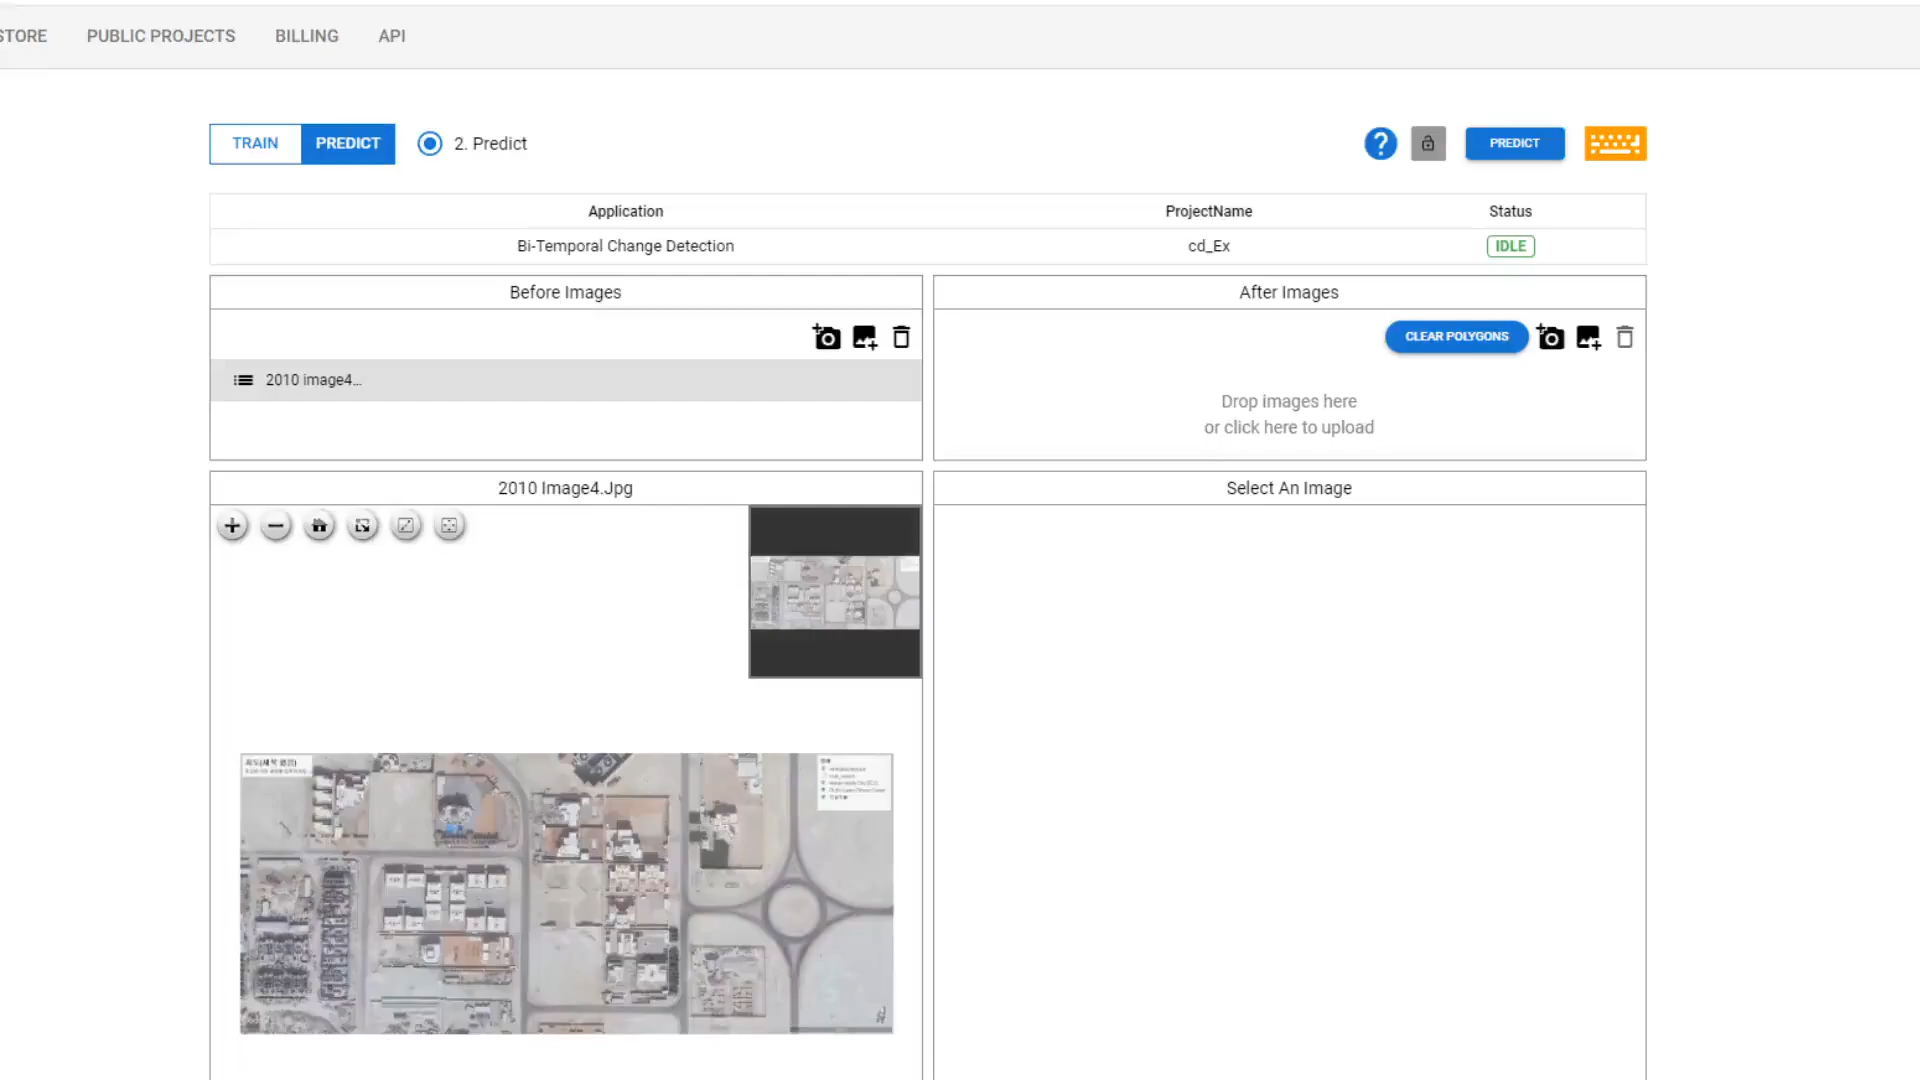 STORE PUBLIC PROJECTS BILLING API
TRAIN PREDICT 2. Predict ? PREDICT
Application ProjectName Status
Bi-Temporal Change Detection cd_Ex IDLE
Before Images After Images
CLEAR POLYGONS
2010 image4...
Drop images here
or click here to upload
2010 Image4.Jpg Select An Image